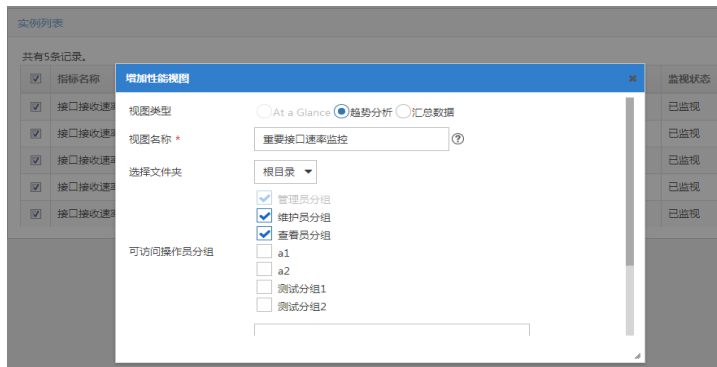 实例列表
共有5条记录。
指标名称 监视状态
接口接收速 已监视
接口接收速 已监视
接口接收速 已监视
接口接收速 已监视
接口接收速 已监视
增加性能视图
视图类型 At a Glance 趋势分析 汇总数据
视图名称 * 重要接口速率监控
选择文件夹 根目录
可访问操作员分组
管理员分组
维护员分组
查看员分组
a1
a2
测试分组1
测试分组2